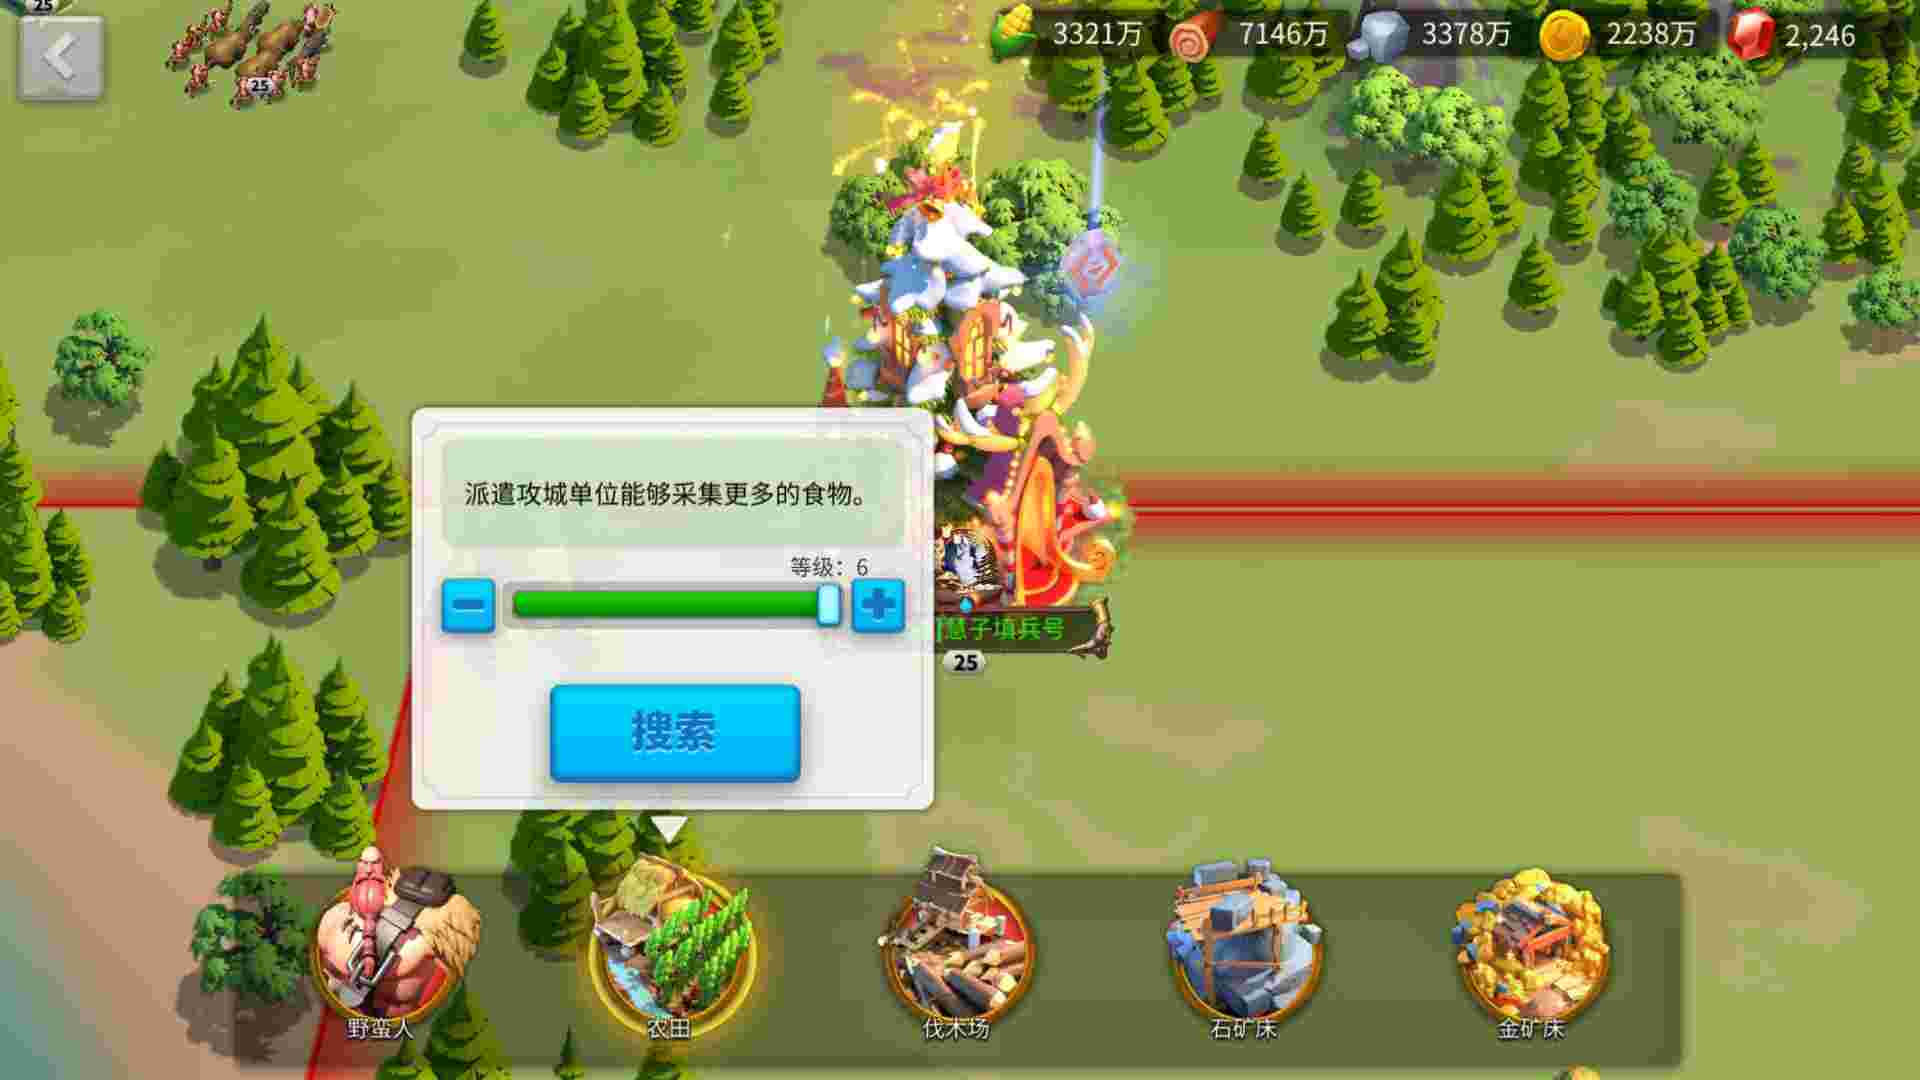 25
3321万
7146万
3378万
2238万
2,246
25
派遣攻城单位能够采集更多的食物。
等级：6
慧子填兵号
25
搜索
野蛮人
农田
伐木场
石矿床
金矿床